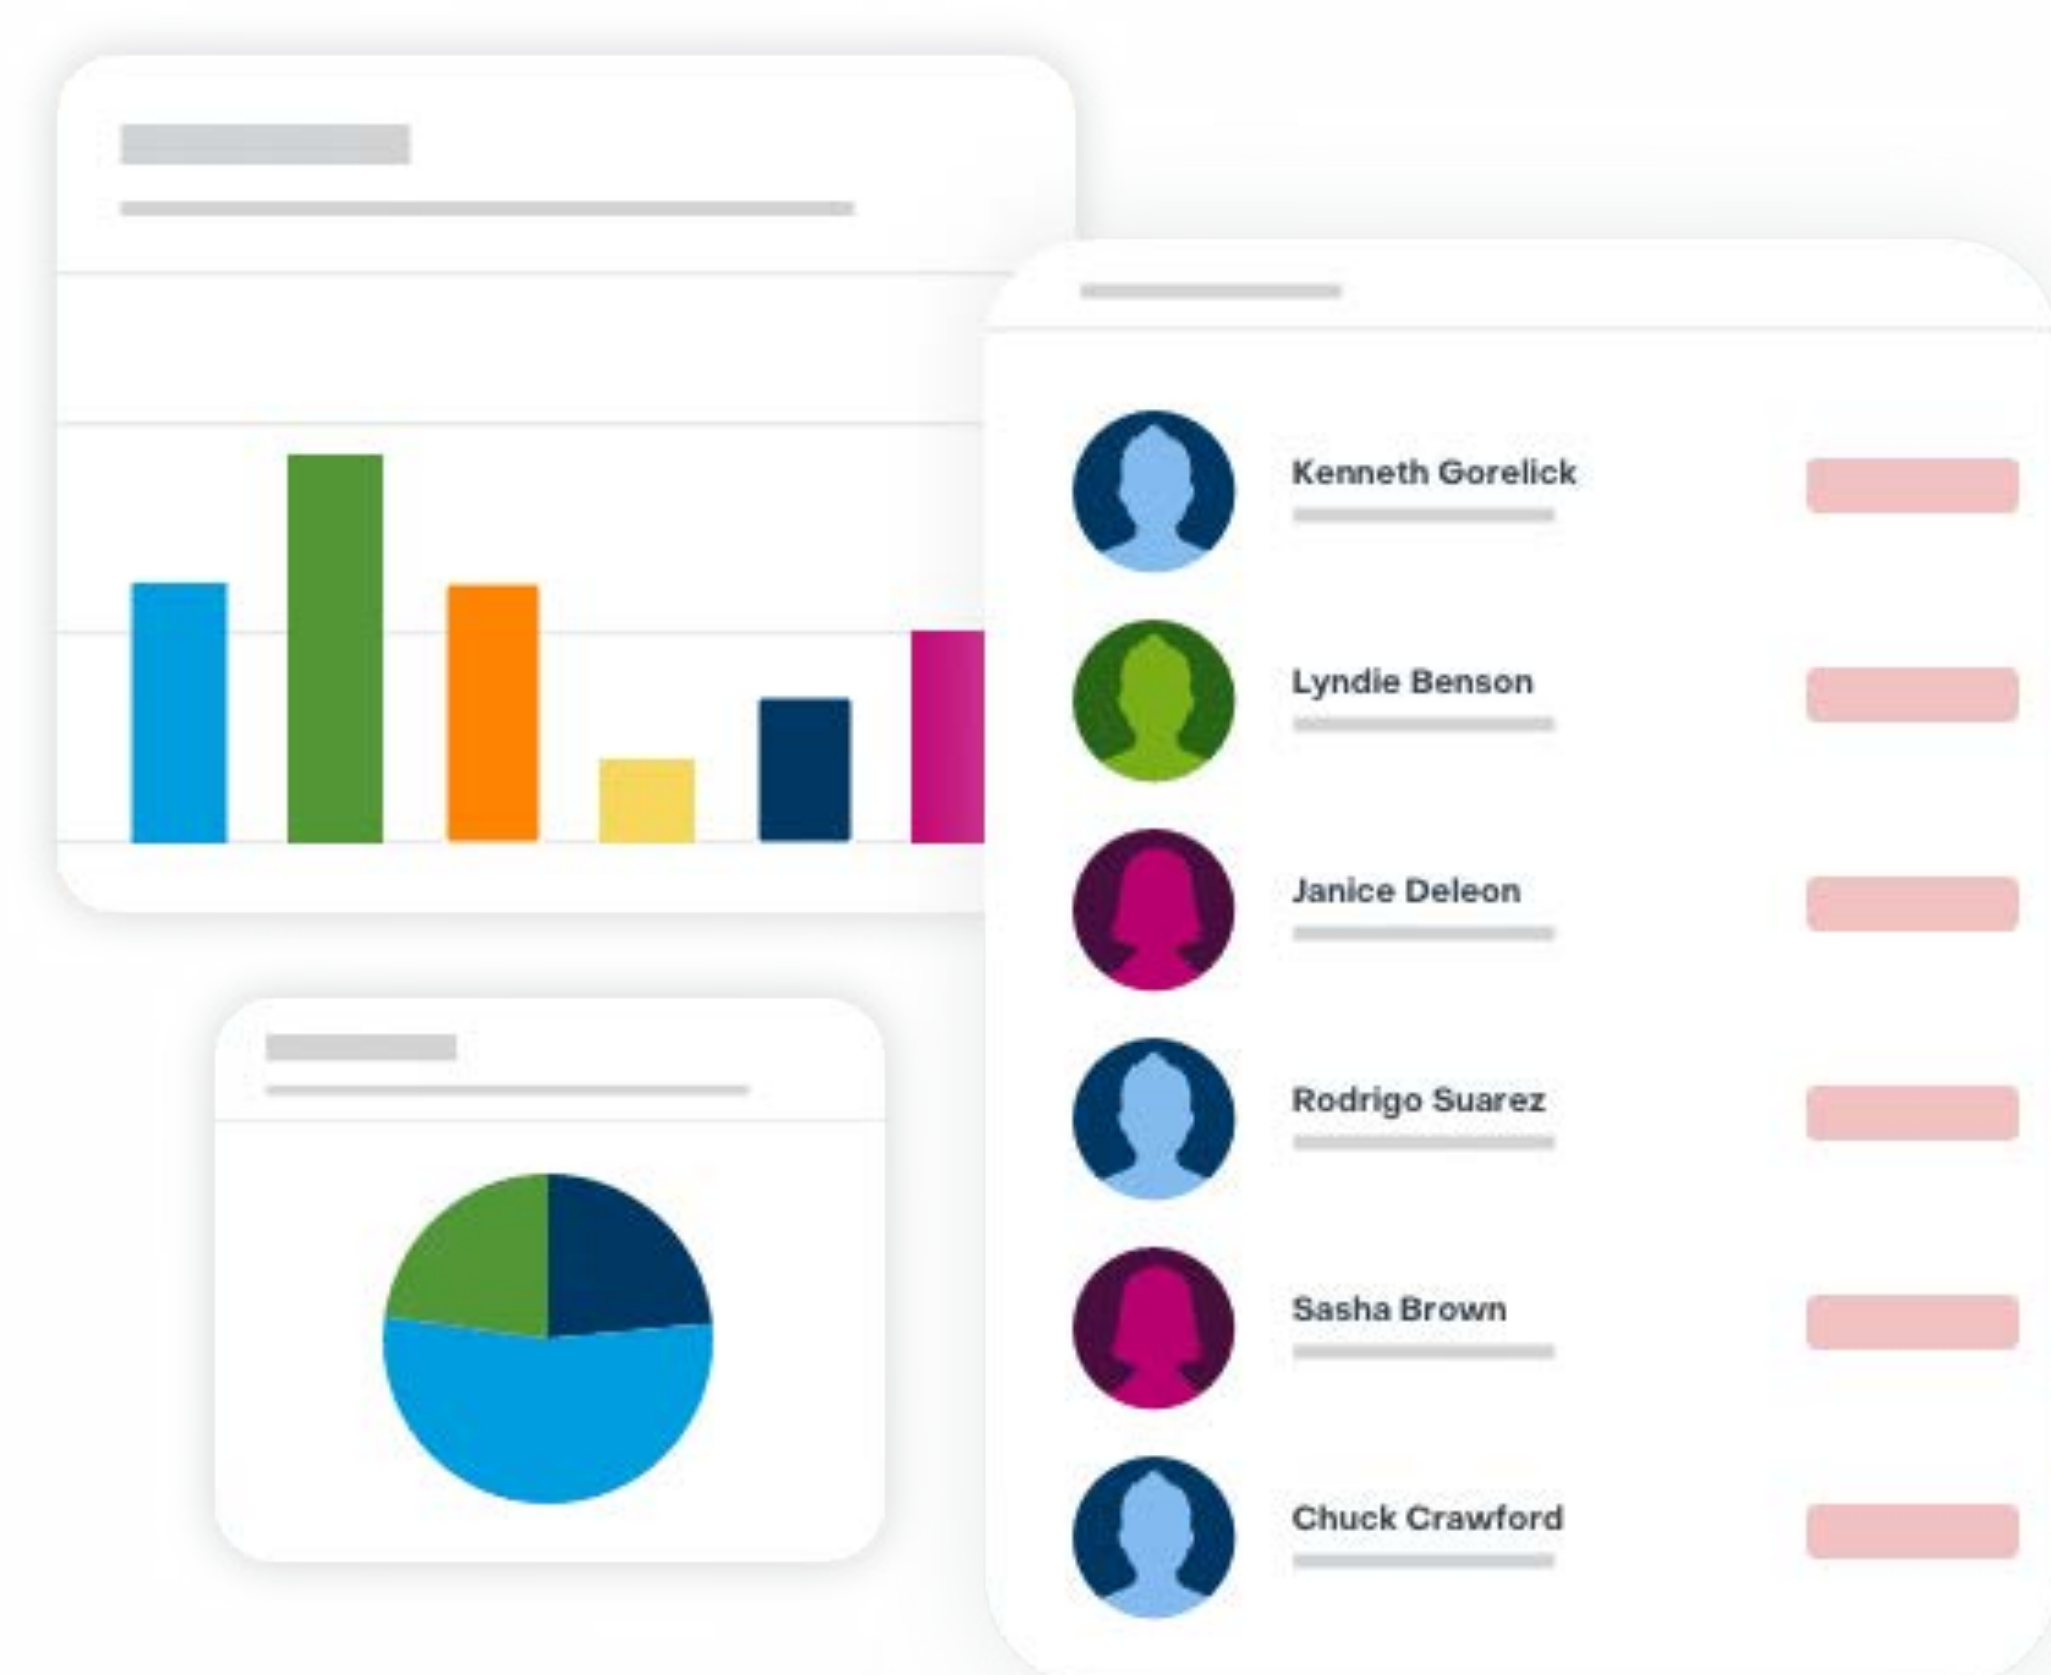 Kenneth Gorelick
Lyndie Benson
Janice Deleon
Rodrigo Suarez
Sasha Brown
Chuck Crawford